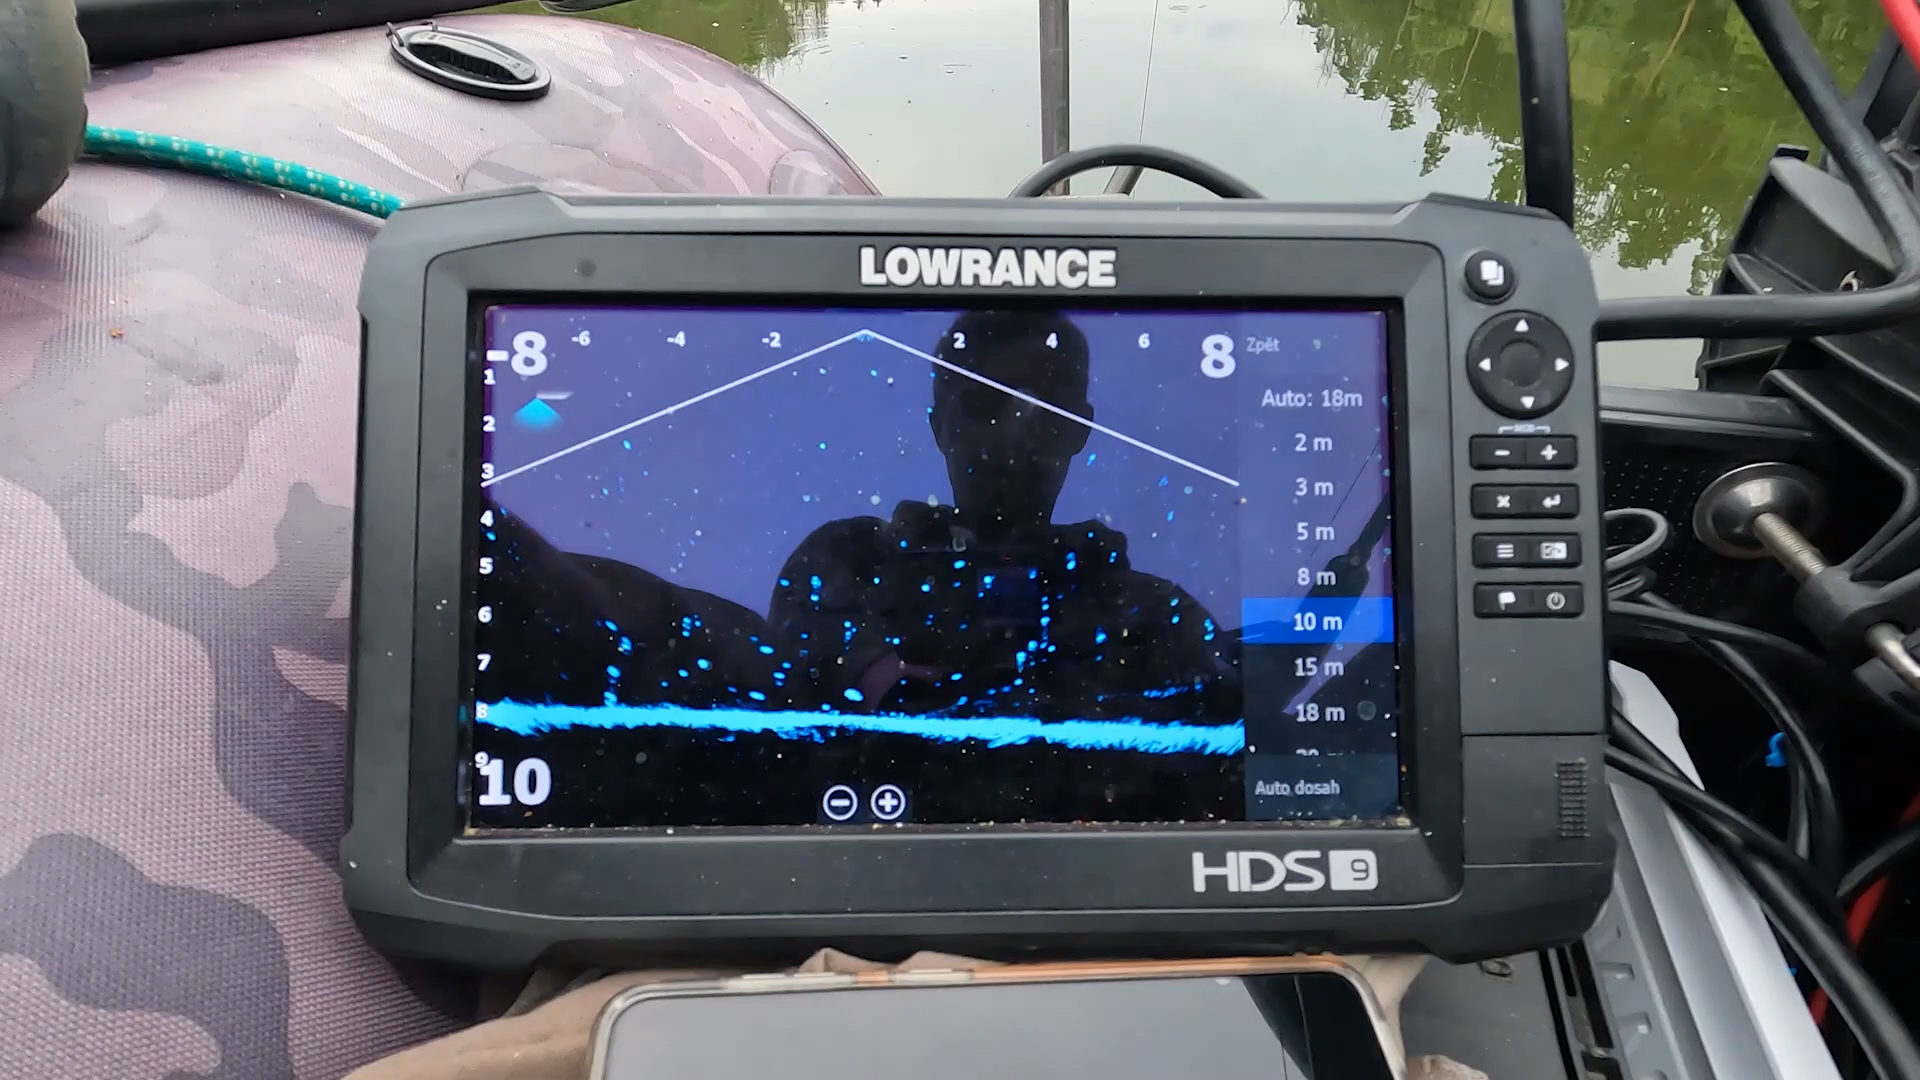 LOWRANCE
8 -6 -4 -2 2 4 6 8
1
2
3
4
5
6
7
8
9
10
Zpět
Auto: 18m
2 m
3 m
5 m
8 m
10 m
15 m
18 m
Auto dosah
MOB
HDS 9